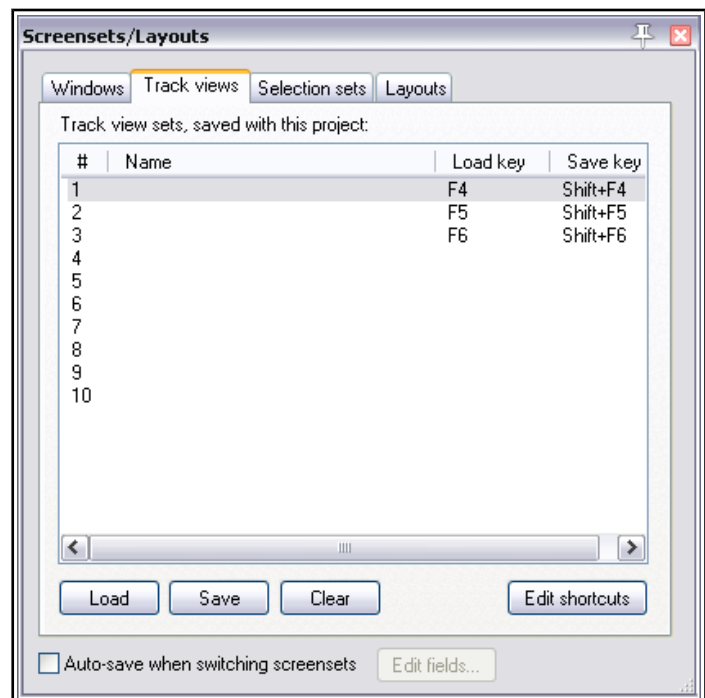 Screensets/Layouts
Windows Track views Selection sets Layouts
Track view sets, saved with this project:
# Name Load key Save key
1 F4 Shift+F4
2 F5 Shift+F5
3 F6 Shift+F6
4
5
6
7
8
9
10
Load Save Clear Edit shortcuts
Auto-save when switching screensets Edit fields...